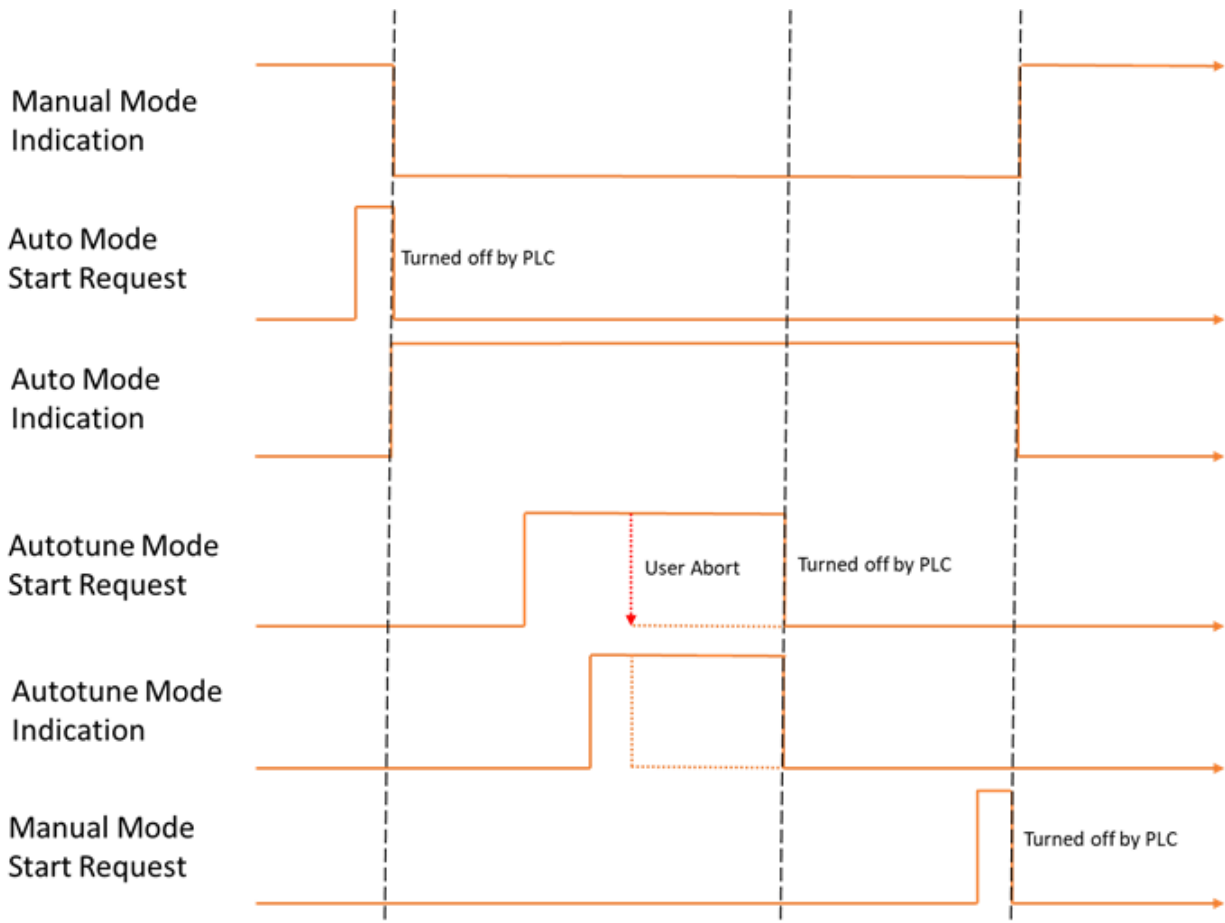 Manual Mode
Indication
Auto Mode
Start Request
Turned off by PLC
Auto Mode
Indication
Autotune Mode
Start Request
User Abort
Turned off by PLC
Autotune Mode
Indication
Manual Mode
Start Request
Turned off by PLC